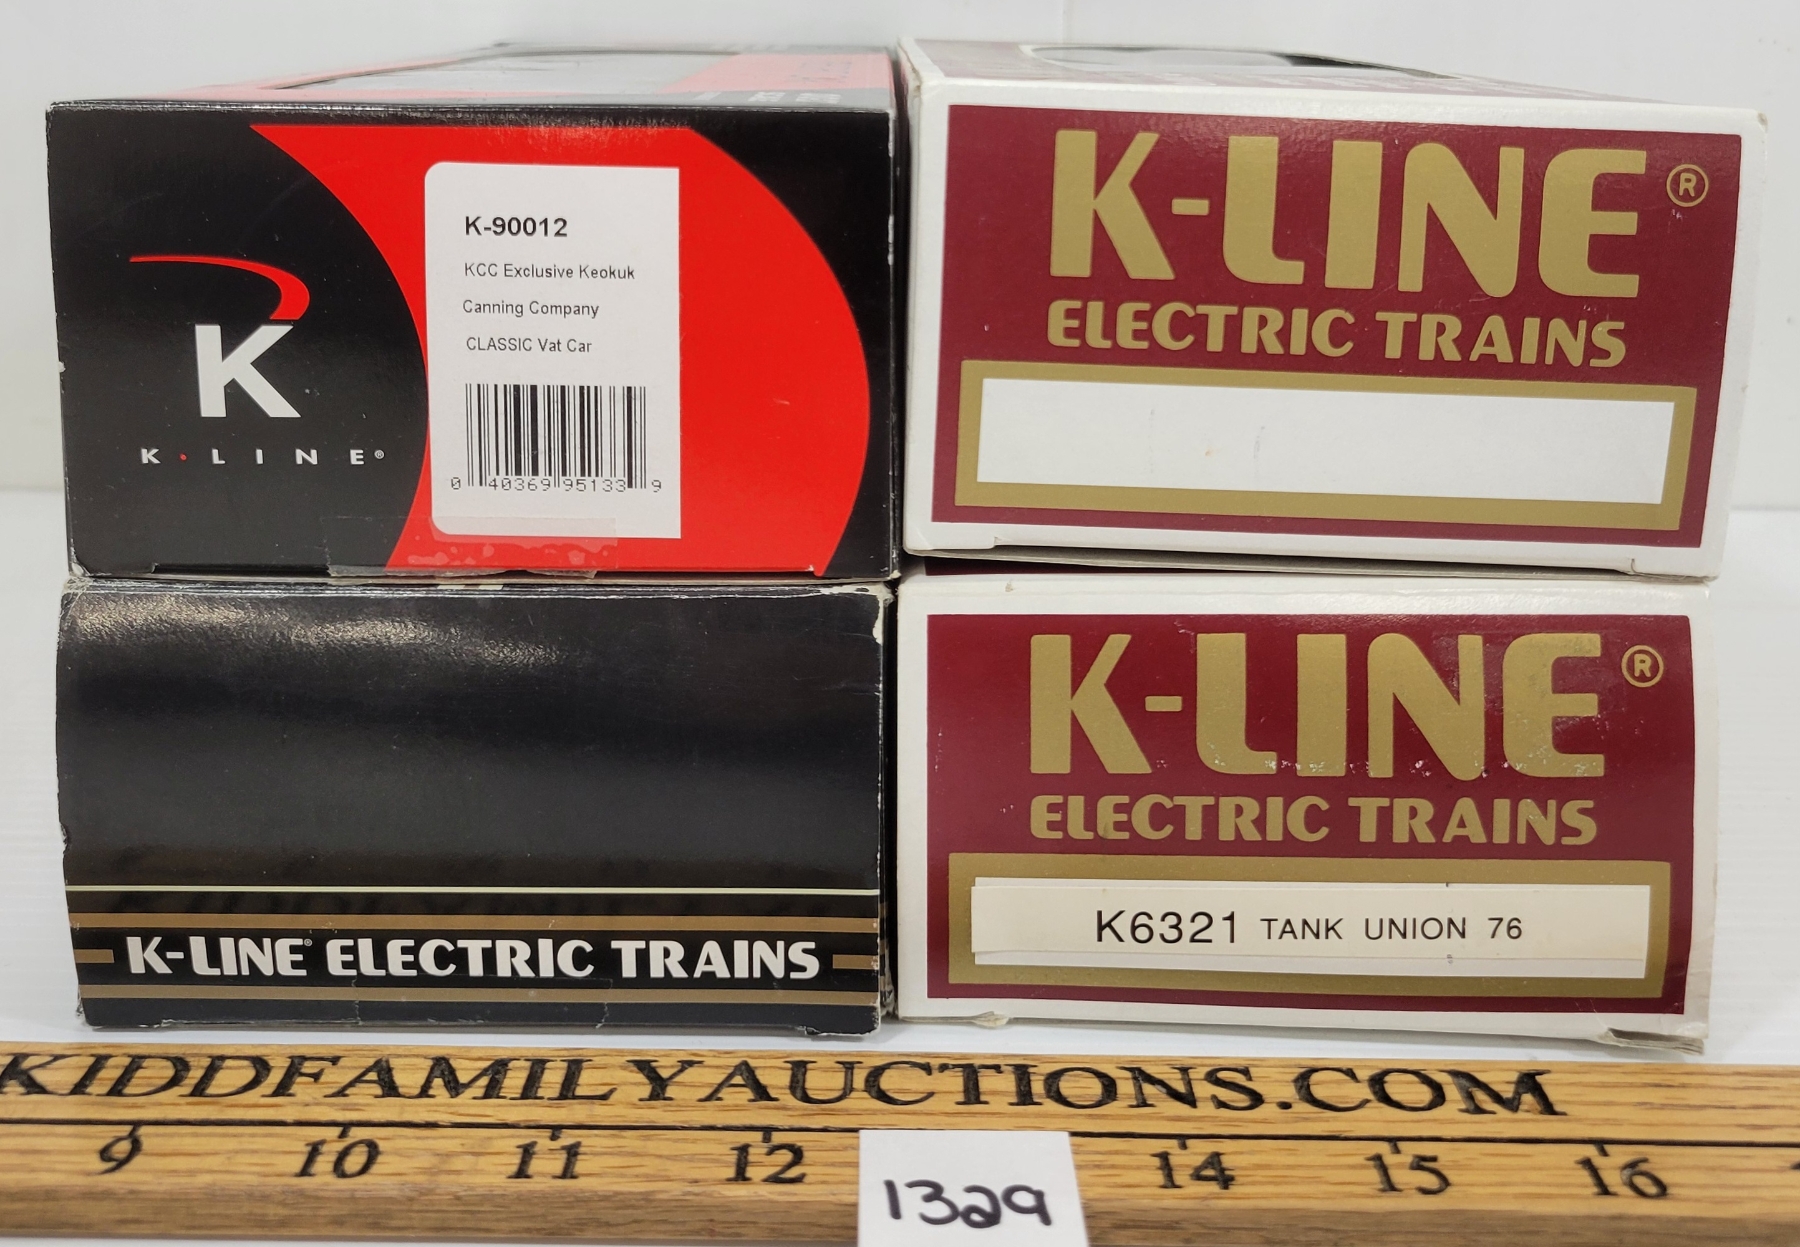 K
K·LINE®
K-90012
KCC Exclusive Keokuk
Canning Company
CLASSIC Vat Car
0 40369 95133 9
K-LINE®
ELECTRIC TRAINS
K-LINE® ELECTRIC TRAINS
K-LINE®
ELECTRIC TRAINS
K6321 TANK UNION 76
KIDDFAMILYAUCTIONS.COM
9 10 11 12 14 15 16
1329